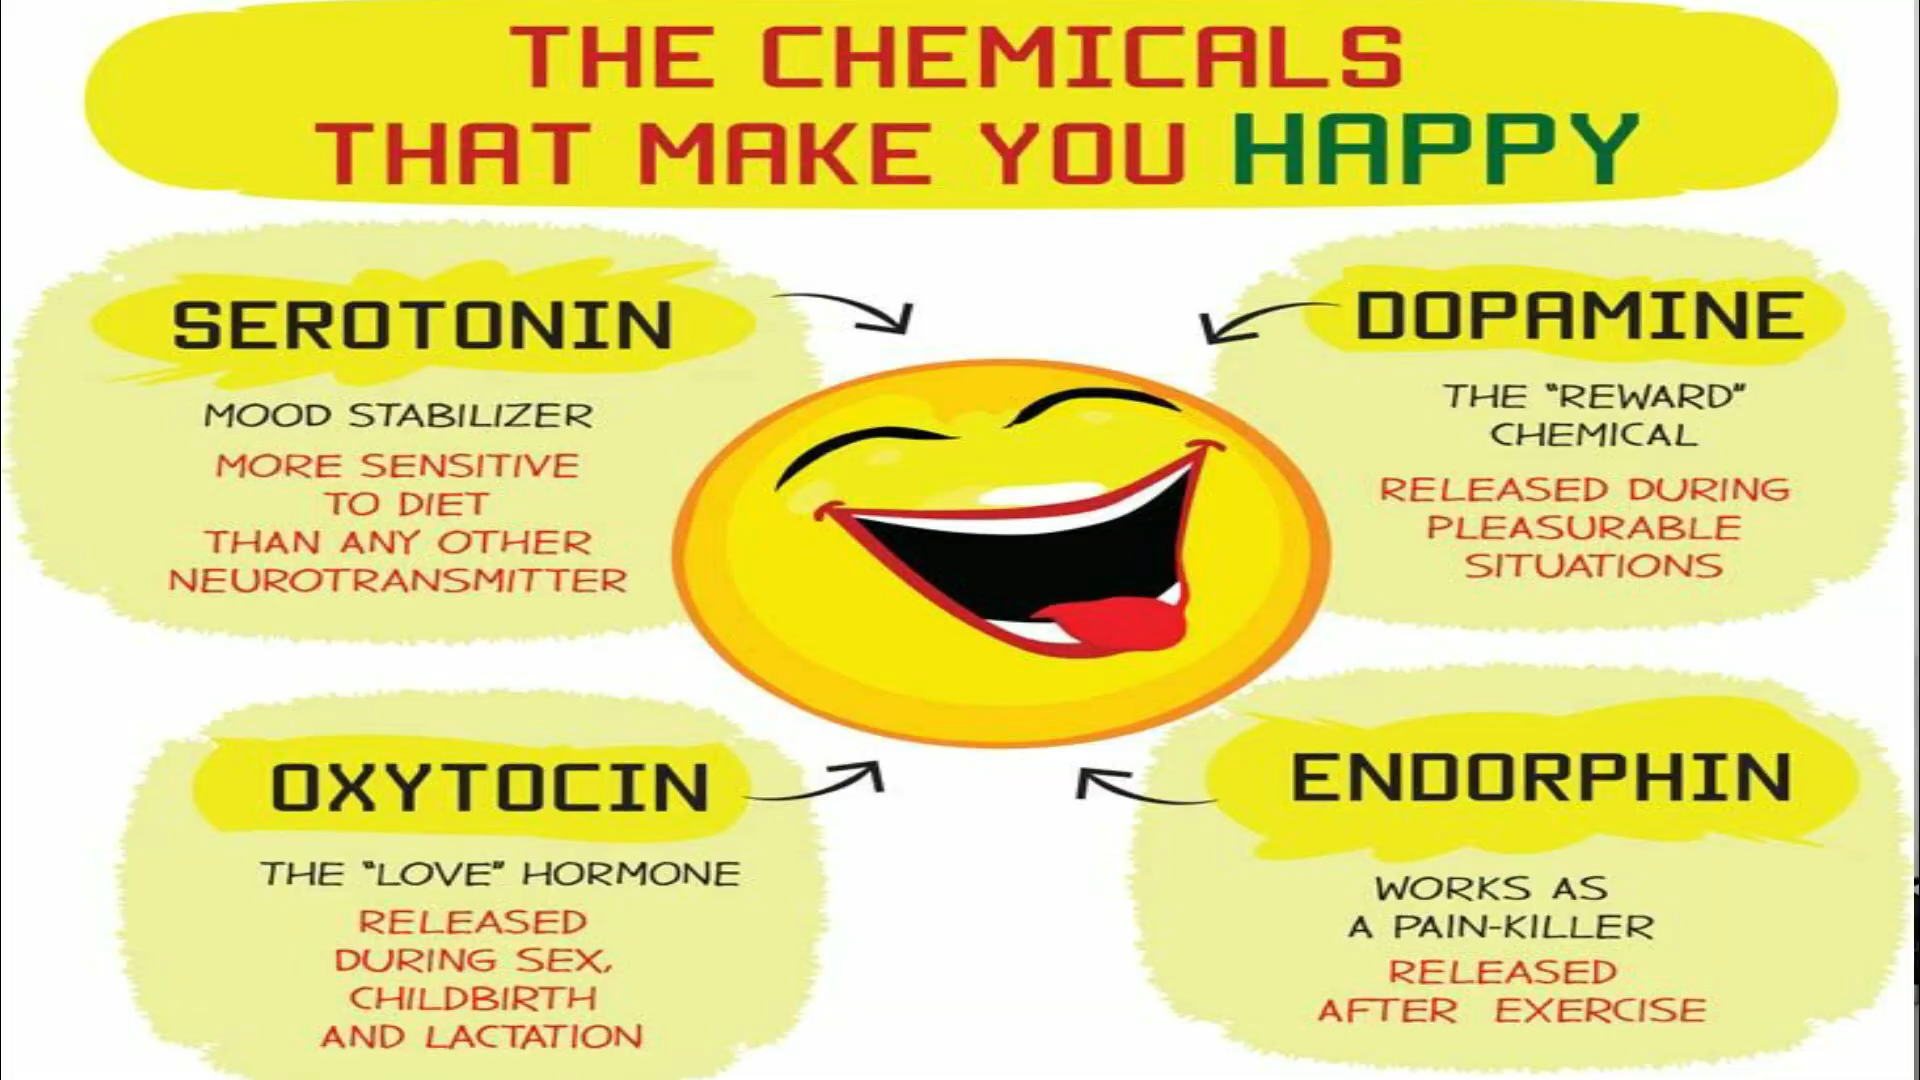 THE CHEMICALS
THAT MAKE YOU HAPPY
SEROTONIN
MOOD STABILIZER
MORE SENSITIVE
TO DIET
THAN ANY OTHER
NEUROTRANSMITTER
DOPAMINE
THE "REWARD"
CHEMICAL
RELEASED DURING
PLEASURABLE
SITUATIONS
OXYTOCIN
THE "LOVE" HORMONE
RELEASED
DURING SEX,
CHILDBIRTH
AND LACTATION
ENDORPHIN
WORKS AS
A PAIN-KILLER
RELEASED
AFTER EXERCISE